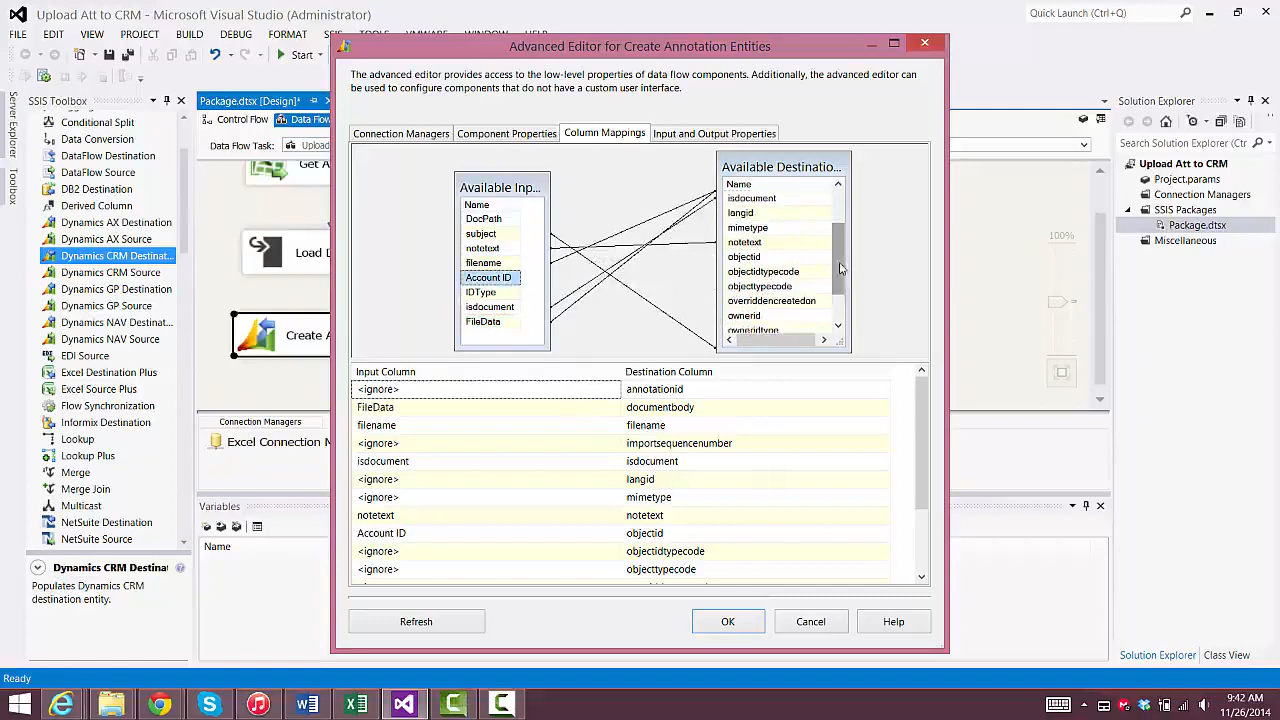 Upload Att to CRM - Microsoft Visual Studio (Administrator)
Quick Launch (Ctrl+Q)
FILE EDIT VIEW PROJECT BUILD DEBUG FORMAT
Start
SSIS Toolbox
Server Explorer
Toolbox
Conditional Split
Data Conversion
DataFlow Destination
DataFlow Source
DB2 Destination
Derived Column
Dynamics AX Destination
Dynamics AX Source
Dynamics CRM Destinat...
Dynamics CRM Source
Dynamics GP Destination
Dynamics GP Source
Dynamics NAV Destinat...
Dynamics NAV Source
EDI Source
Excel Destination Plus
Excel Source Plus
Flow Synchronization
Informix Destination
Lookup
Lookup Plus
Merge
Merge Join
Multicast
NetSuite Destination
NetSuite Source
Dynamics CRM Destina
Populates Dynamics CRM
destination entity.
Package.dtsx [Design]*
Control Flow
Data Flow
Data Flow Task:
Upload
Get A
Load D
Create A
Connection Managers
Excel Connection M
Variables
Name
100%
Advanced Editor for Create Annotation Entities
The advanced editor provides access to the low-level properties of data flow components. Additionally, the advanced editor can
be used to configure components that do not have a custom user interface.
Connection Managers Component Properties Column Mappings Input and Output Properties
Available Inp...
Name
DocPath
subject
notetext
filename
Account ID
IDType
isdocument
FileData
Available Destinatio...
Name
isdocument
langid
mimetype
notetext
objectid
objectidtypecode
objecttypecode
overriddencreatedon
ownerid
owneridtype
Input Column Destination Column
<ignore> annotationid
FileData documentbody
filename filename
<ignore> importsequencenumber
isdocument isdocument
<ignore> langid
<ignore> mimetype
notetext notetext
Account ID objectid
<ignore> objectidtypecode
<ignore> objecttypecode
Refresh OK Cancel Help
Solution Explorer
Search Solution Explorer (Ctrl+
Upload Att to CRM
Project.params
Connection Managers
SSIS Packages
Package.dtsx
Miscellaneous
Solution Explorer Class View
Ready
9:42 AM
11/26/2014